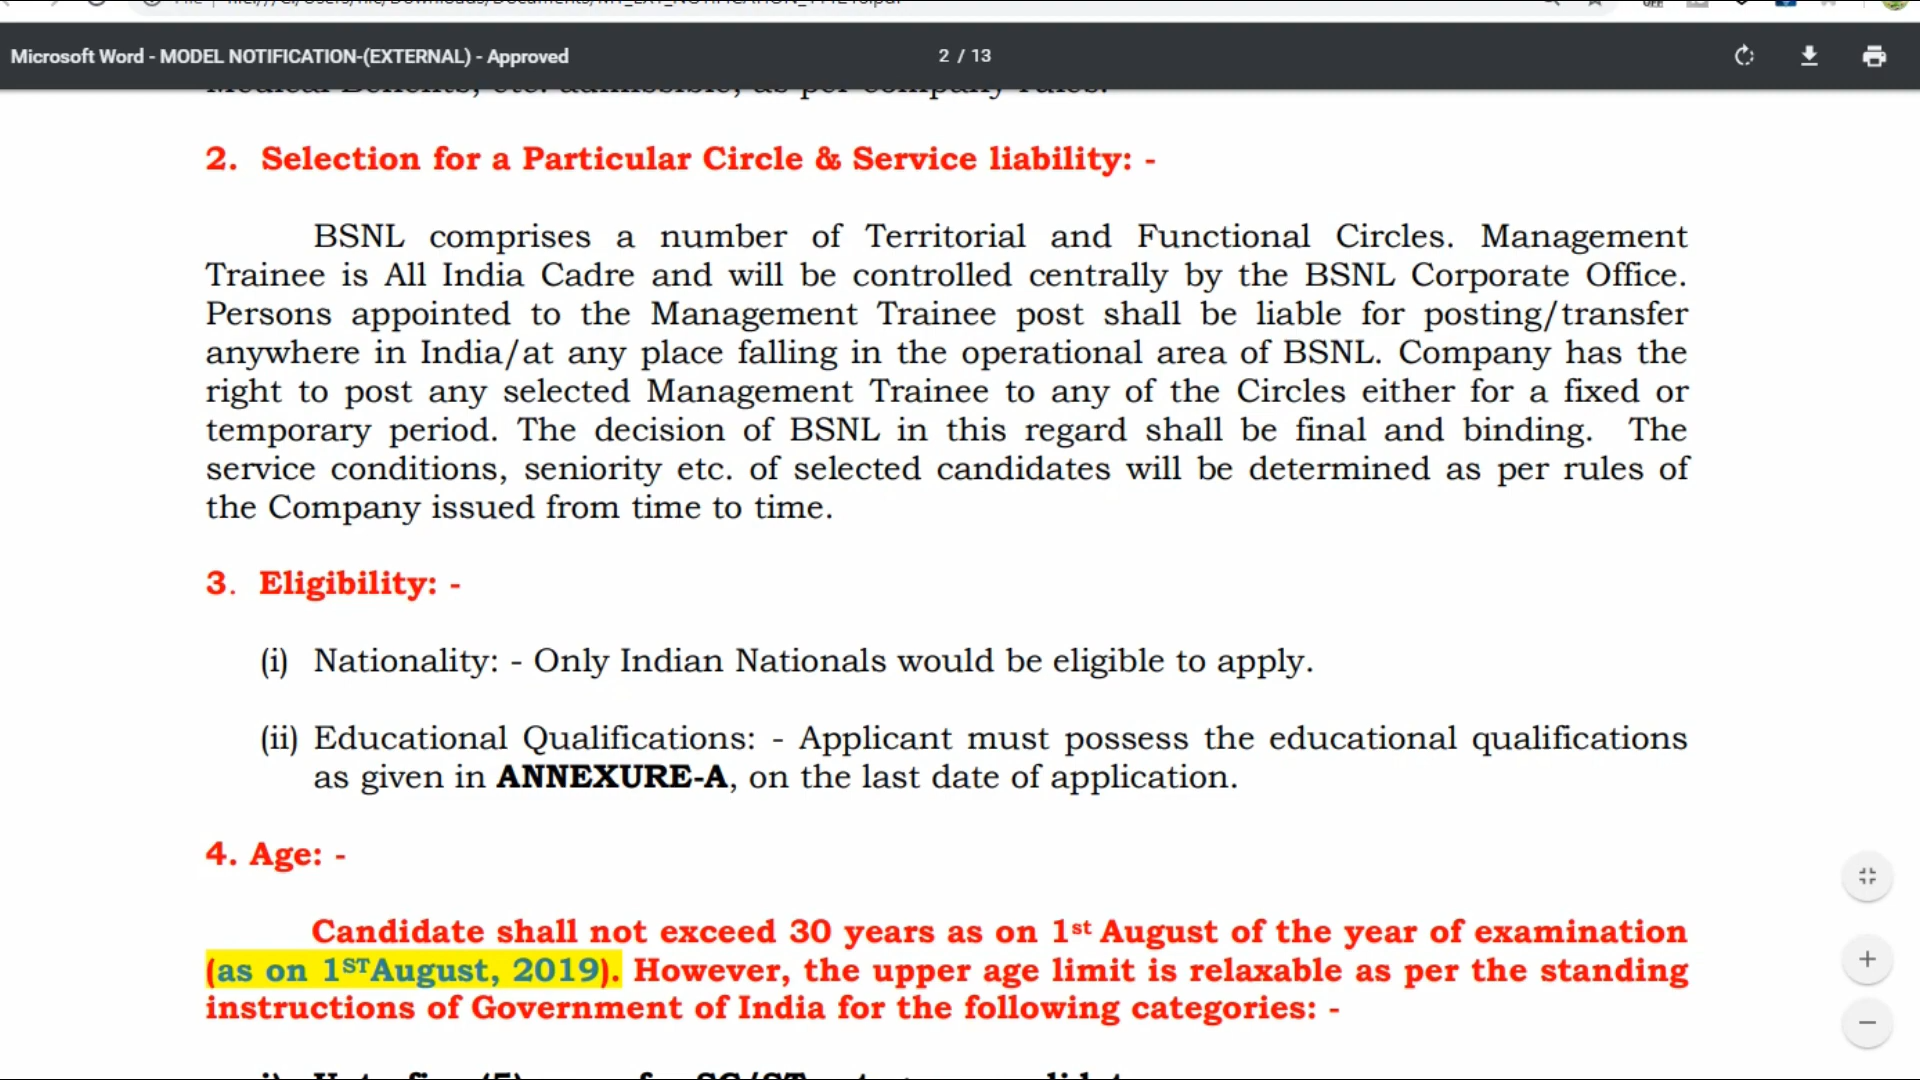 Microsoft Word - MODEL NOTIFICATION-(EXTERNAL) - Approved
2 / 13
Medical Benefits, etc. admissible, as per company rules.
2. Selection for a Particular Circle & Service liability: -
BSNL comprises a number of Territorial and Functional Circles. Management
Trainee is All India Cadre and will be controlled centrally by the BSNL Corporate Office.
Persons appointed to the Management Trainee post shall be liable for posting/transfer
anywhere in India/at any place falling in the operational area of BSNL. Company has the
right to post any selected Management Trainee to any of the Circles either for a fixed or
temporary period. The decision of BSNL in this regard shall be final and binding. The
service conditions, seniority etc. of selected candidates will be determined as per rules of
the Company issued from time to time.
3. Eligibility: -
(i) Nationality: - Only Indian Nationals would be eligible to apply.
(ii) Educational Qualifications: - Applicant must possess the educational qualifications
as given in ANNEXURE-A, on the last date of application.
4. Age: -
Candidate shall not exceed 30 years as on 1st August of the year of examination
(as on 1STAugust, 2019). However, the upper age limit is relaxable as per the standing
instructions of Government of India for the following categories: -